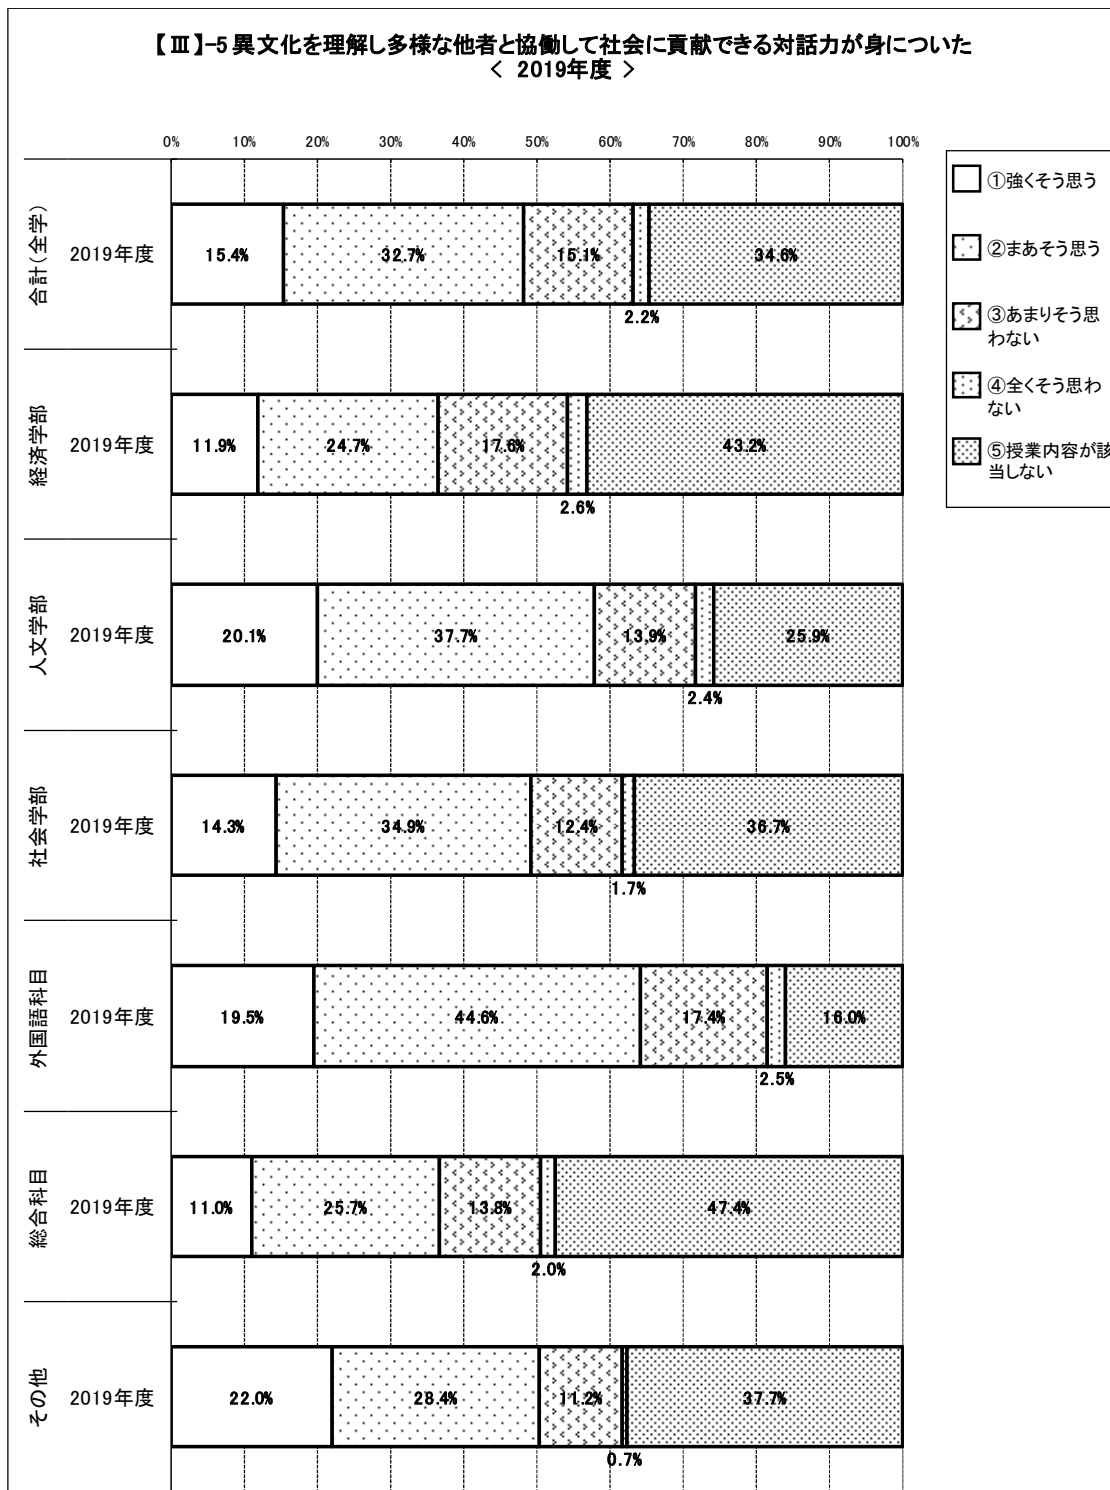 【Ⅲ】-5 異文化を理解し多様な他者と協働して社会に貢献できる対話力が身についた
< 2019年度 >
0% 10% 20% 30% 40% 50% 60% 70% 80% 90% 100%
①強くそう思う
②まあそう思う
③あまりそう思
わない
④全くそう思わ
ない
⑤授業内容が該
当しない
合計(全学)
2019年度 15.4% 32.7% 15.1% 34.6%
2.2%
経済学部
2019年度 11.9% 24.7% 17.6% 43.2%
2.6%
人文学部
2019年度 20.1% 37.7% 13.9% 25.9%
2.4%
社会学部
2019年度 14.3% 34.9% 12.4% 36.7%
1.7%
外国語科目
2019年度 19.5% 44.6% 17.4% 16.0%
2.5%
総合科目
2019年度 11.0% 25.7% 13.8% 47.4%
2.0%
その他
2019年度 22.0% 28.4% 11.2% 37.7%
0.7%